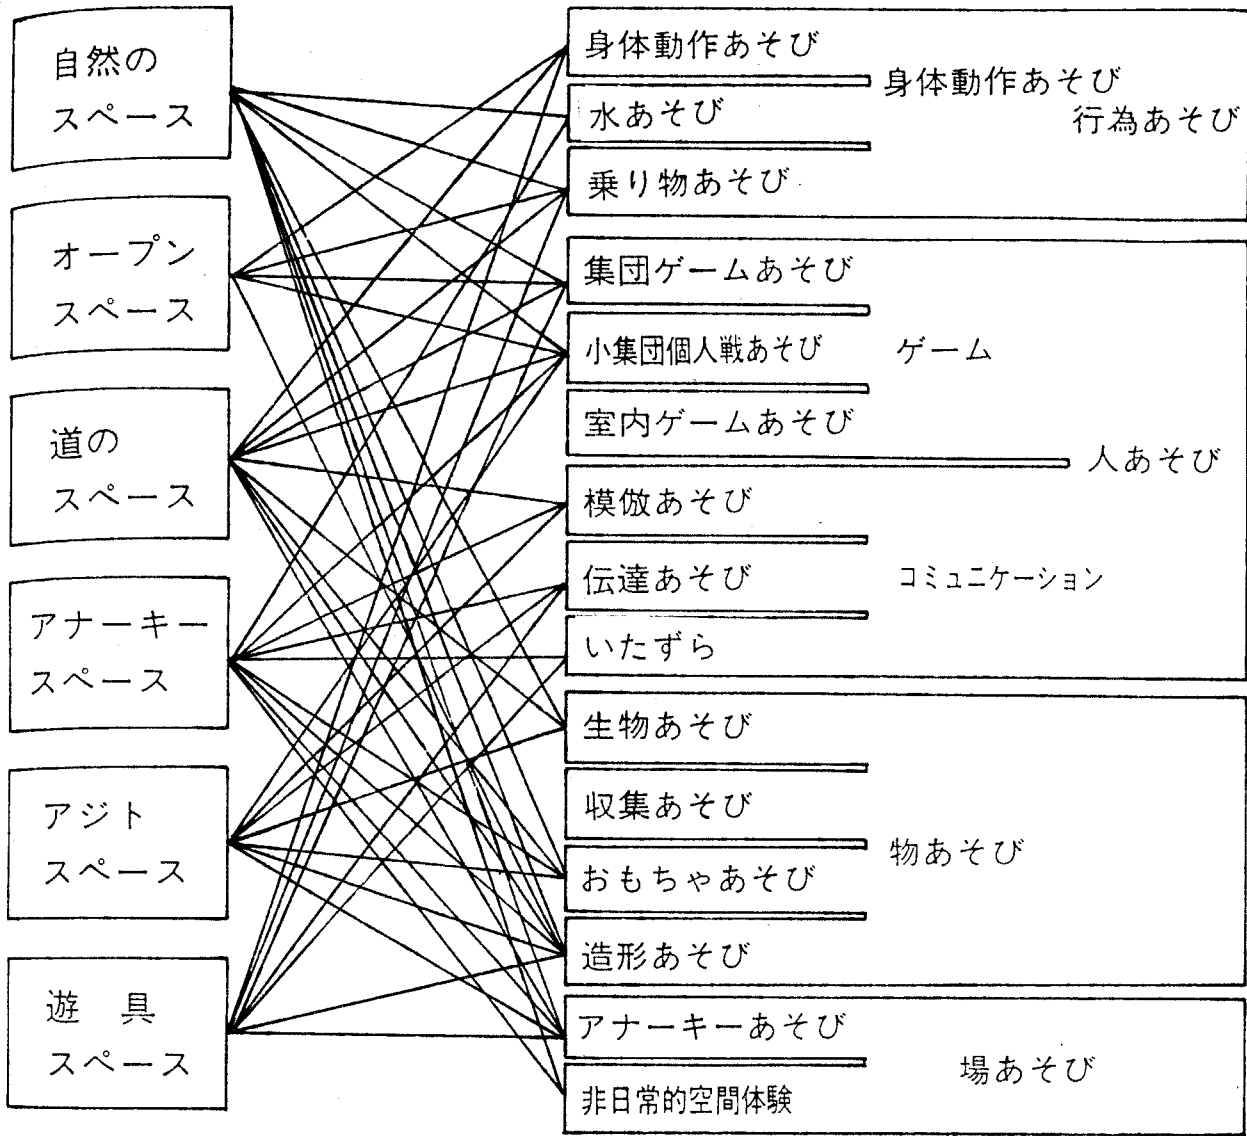 自然の
スペース
オープン
スペース
道の
スペース
アナーキー
スペース
アジト
スペース
遊 具
スペース
身体動作あそび
身体動作あそび
水あそび
行為あそび
乗り物あそび
集団ゲームあそび
小集団個人戦あそび
ゲーム
室内ゲームあそび
人あそび
模倣あそび
伝達あそび
コミュニケーション
いたずら
生物あそび
収集あそび
物あそび
おもちゃあそび
造形あそび
アナーキーあそび
場あそび
非日常的空間体験